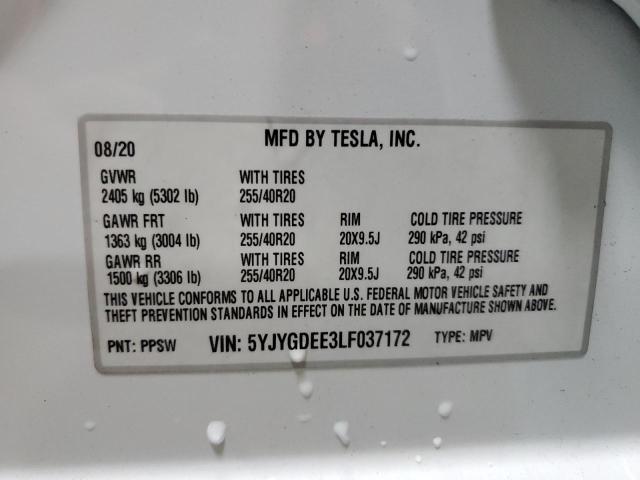 MFD BY TESLA, INC.
08/20
GVWR WITH TIRES
2405 kg (5302 lb) 255/40R20
GAWR FRT WITH TIRES RIM COLD TIRE PRESSURE
1363 kg (3004 lb) 255/40R20 20X9.5J 290 kPa, 42 psi
GAWR RR WITH TIRES RIM COLD TIRE PRESSURE
1500 kg (3306 lb) 255/40R20 20X9.5J 290 kPa, 42 psi
THIS VEHICLE CONFORMS TO ALL APPLICABLE U.S. FEDERAL MOTOR VEHICLE SAFETY AND
THEFT PREVENTION STANDARDS IN EFFECT ON THE DATE OF MANUFACTURE SHOWN ABOVE.
PNT: PPSW VIN: 5YJYGDEE3LF037172 TYPE: MPV